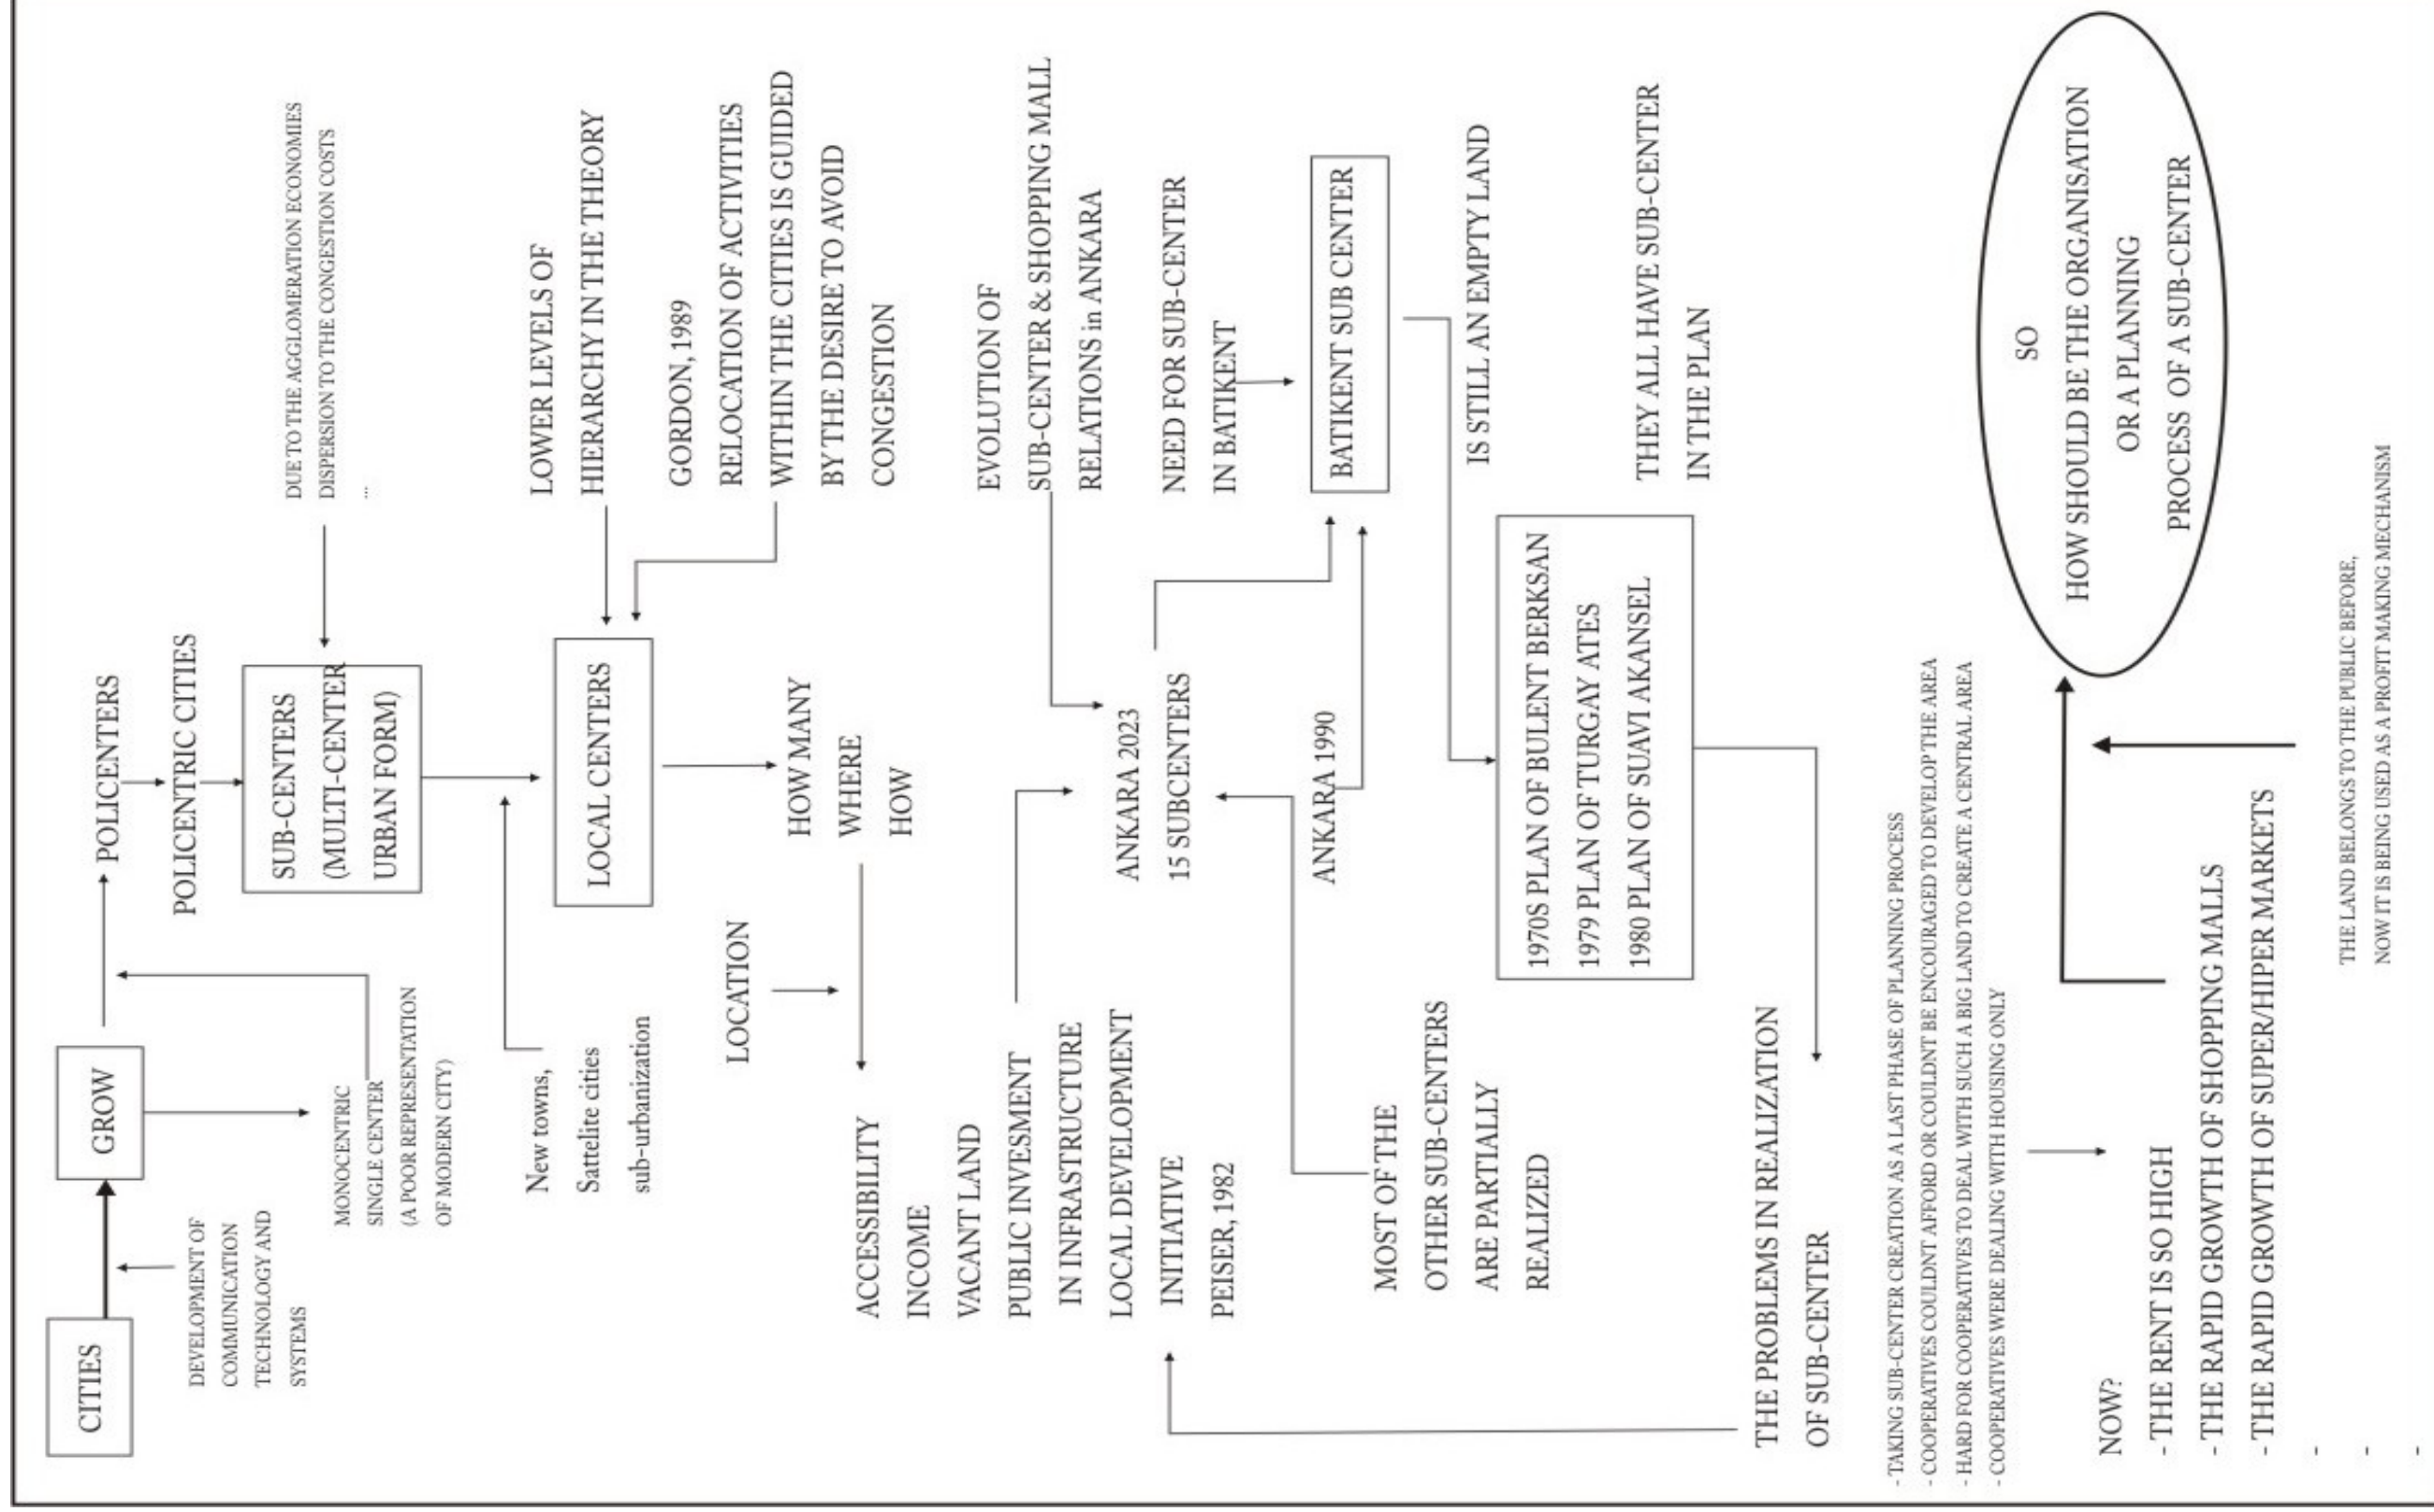 CITIES
GROW
POLICENTERS
POLICENTRIC CITIES
DEVELOPMENT OF
COMMUNICATION
TECHNOLOGY AND
SYSTEMS
MONOCENTRIC
SINGLE CENTER
(A POOR REPRESENTATION
OF MODERN CITY)
SUB-CENTERS
(MULTI-CENTER
URBAN FORM)
DUE TO THE AGGLOMERATION ECONOMIES
DISPERSION TO THE CONGESTION COSTS
...
New towns,
Sattelite cities
sub-urbanization
LOCAL CENTERS
LOWER LEVELS OF
HIERARCHY IN THE THEORY
GORDON, 1989
RELOCATION OF ACTIVITIES
WITHIN THE CITIES IS GUIDED
BY THE DESIRE TO AVOID
CONGESTION
LOCATION
HOW MANY
WHERE
HOW
ACCESSIBILITY
INCOME
VACANT LAND
PUBLIC INVESMENT
IN INFRASTRUCTURE
LOCAL DEVELOPMENT
INITIATIVE
PEISER, 1982
EVOLUTION OF
SUB-CENTER & SHOPPING MALL
RELATIONS in ANKARA
ANKARA 2023
15 SUBCENTERS
NEED FOR SUB-CENTER
IN BATIKENT
ANKARA 1990
BATIKENT SUB CENTER
MOST OF THE
OTHER SUB-CENTERS
ARE PARTIALLY
REALIZED
IS STILL AN EMPTY LAND
1970S PLAN OF BULENT BERKSAN
1979 PLAN OF TURGAY ATES
1980 PLAN OF SUAVI AKANSEL
THEY ALL HAVE SUB-CENTER
IN THE PLAN
THE PROBLEMS IN REALIZATION
OF SUB-CENTER
- TAKING SUB-CENTER CREATION AS A LAST PHASE OF PLANNING PROCESS
- COOPERATIVES COULDNT AFFORD OR COULDNT BE ENCOURAGED TO DEVELOP THE AREA
- HARD FOR COOPERATIVES TO DEAL WITH SUCH A BIG LAND TO CREATE A CENTRAL AREA
- COOPERATIVES WERE DEALING WITH HOUSING ONLY
NOW?
- THE RENT IS SO HIGH
- THE RAPID GROWTH OF SHOPPING MALLS
- THE RAPID GROWTH OF SUPER/HIPER MARKETS
-
-
-
SO
HOW SHOULD BE THE ORGANISATION
OR A PLANNING
PROCESS OF A SUB-CENTER
THE LAND BELONGS TO THE PUBLIC BEFORE,
NOW IT IS BEING USED AS A PROFIT MAKING MECHANISM